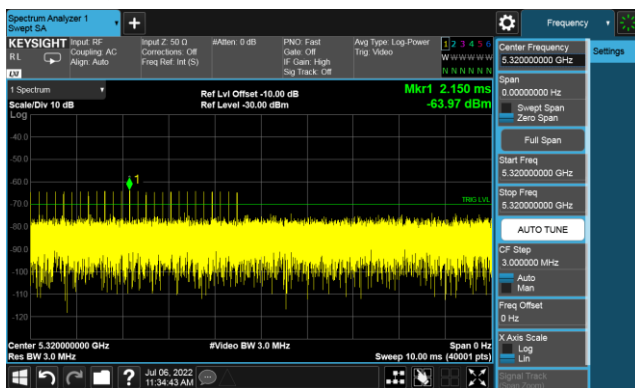 Spectrum Analyzer 1
Swept SA
Frequency
KEYSIGHT
Input: RF
Coupling: AC
Align: Auto
Input Z: 50 Ω
Corrections: Off
Freq Ref: Int (S)
#Atten: 0 dB
PNO: Fast
Gate: Off
IF Gain: High
Sig Track: Off
Avg Type: Log-Power
Trig: Video
1 2 3 4 5 6
W W W W W W
N N N N N N
RL
LXI
Center Frequency
5.320000000 GHz
Settings
Span
0.00000000 Hz
Swept Span
Zero Span
Full Span
Start Freq
5.320000000 GHz
Stop Freq
5.320000000 GHz
AUTO TUNE
CF Step
3.000000 MHz
Auto
Man
Freq Offset
0 Hz
X Axis Scale
Log
Lin
Signal Track
(Span Zoom)
1 Spectrum
Scale/Div 10 dB
Log
Ref Lvl Offset -10.00 dB
Ref Level -30.00 dBm
Mkr1 2.150 ms
-63.97 dBm
1
TRIG LVL
-40.0
-50.0
-60.0
-70.0
-80.0
-90.0
-100
-110
-120
Center 5.320000000 GHz
Res BW 3.0 MHz
#Video BW 3.0 MHz
Span 0 Hz
Sweep 10.00 ms (40001 pts)
Jul 06, 2022
11:34:43 AM